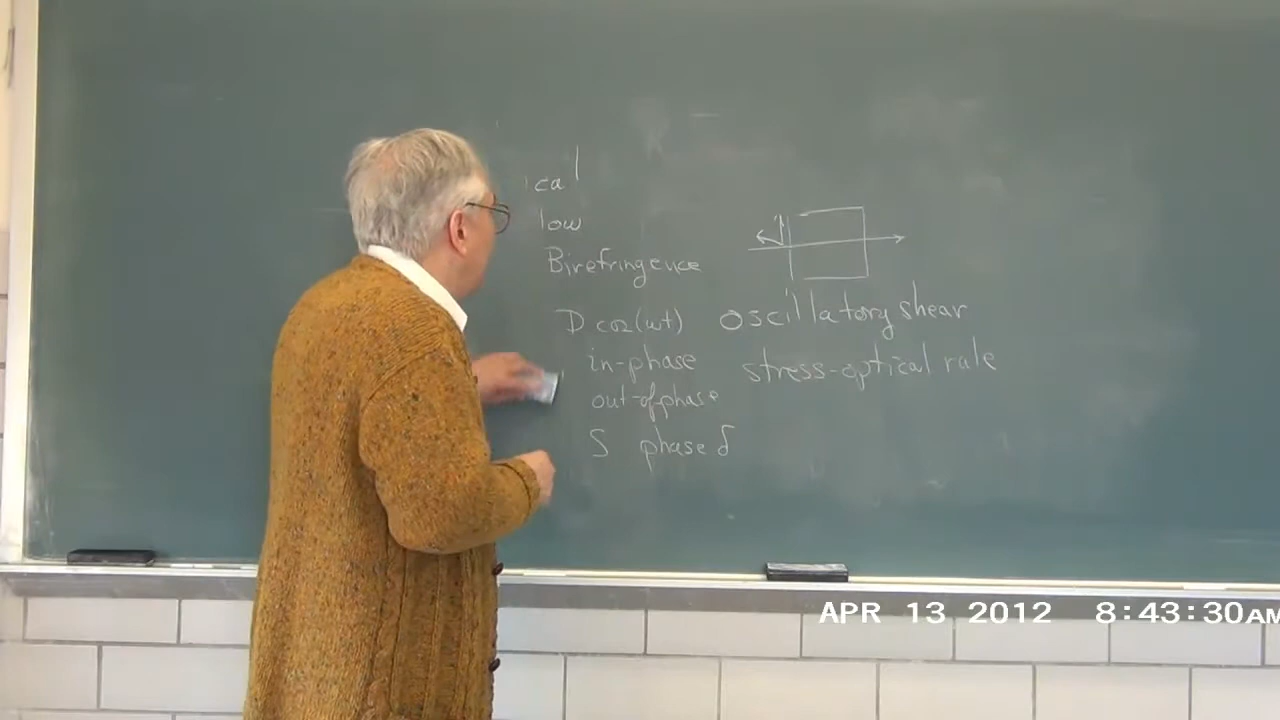 cal
low
Birefringence
D cos(ωt) oscillatory shear
in-phase stress-optical rule
out-of phase
S phase δ
APR 13 2012 8:43:30AM